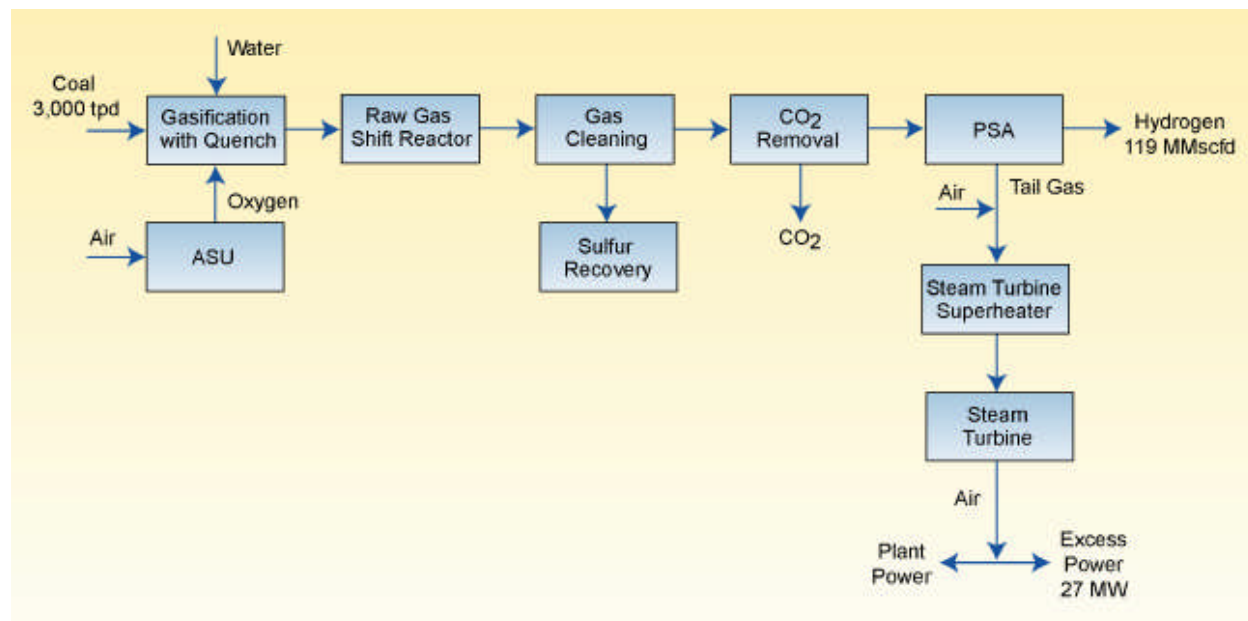 Water
Coal
3,000 tpd
Gasification
with Quench
Raw Gas
Shift Reactor
Gas
Cleaning
CO2
Removal
PSA
Hydrogen
119 MMscfd
Oxygen
Air
ASU
Sulfur
Recovery
CO2
Air
Tail Gas
Steam Turbine
Superheater
Steam
Turbine
Air
Plant
Power
Excess
Power
27 MW